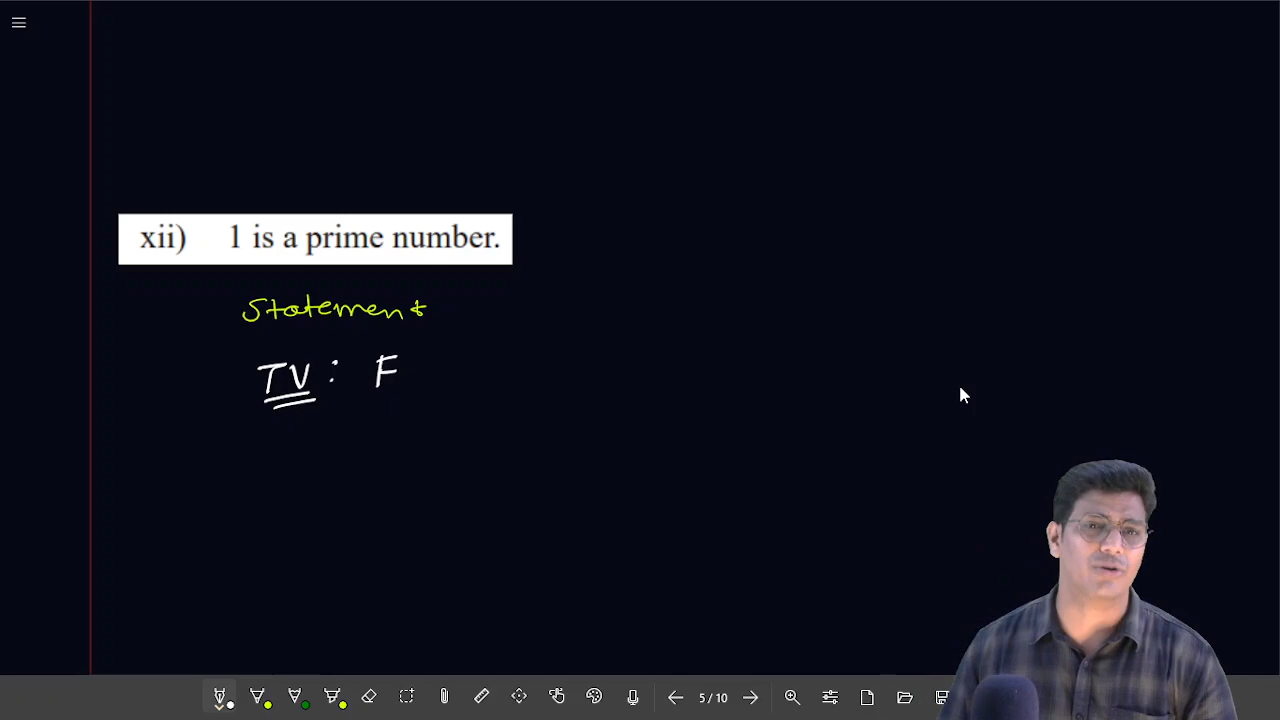 xii) 1 is a prime number.
Statement
TV : F
5/10